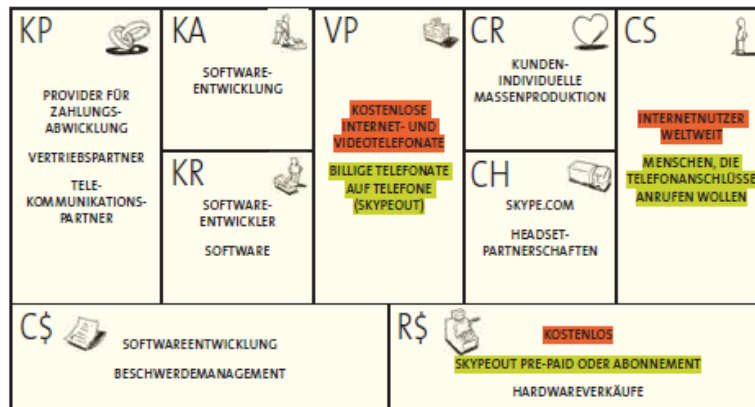 KP
PROVIDER FÜR
ZAHLUNGS-
ABWICKLUNG
VERTRIEBSPARTNER
TELE-
KOMMUNIKATIONS-
PARTNER
KA
SOFTWARE-
ENTWICKLUNG
KR
SOFTWARE-
ENTWICKLER
SOFTWARE
VP
KOSTENLOSE
INTERNET- UND
VIDEOTELEFONATE
BILLIGE TELEFONATE
AUF TELEFONE
(SKYPEOUT)
CR
KUNDEN-
INDIVIDUELLE
MASSENPRODUKTION
CH
SKYPE.COM
HEADSET-
PARTNERSCHAFTEN
CS
INTERNETNUTZER
WELTWEIT
MENSCHEN, DIE
TELEFONANSCHLÜSSE
ANRUFEN WOLLEN
C$
SOFTWAREENTWICKLUNG
BESCHWERDEMANAGEMENT
R$
KOSTENLOS
SKYPEOUT PRE-PAID ODER ABONNEMENT
HARDWAREVERKÄUFE